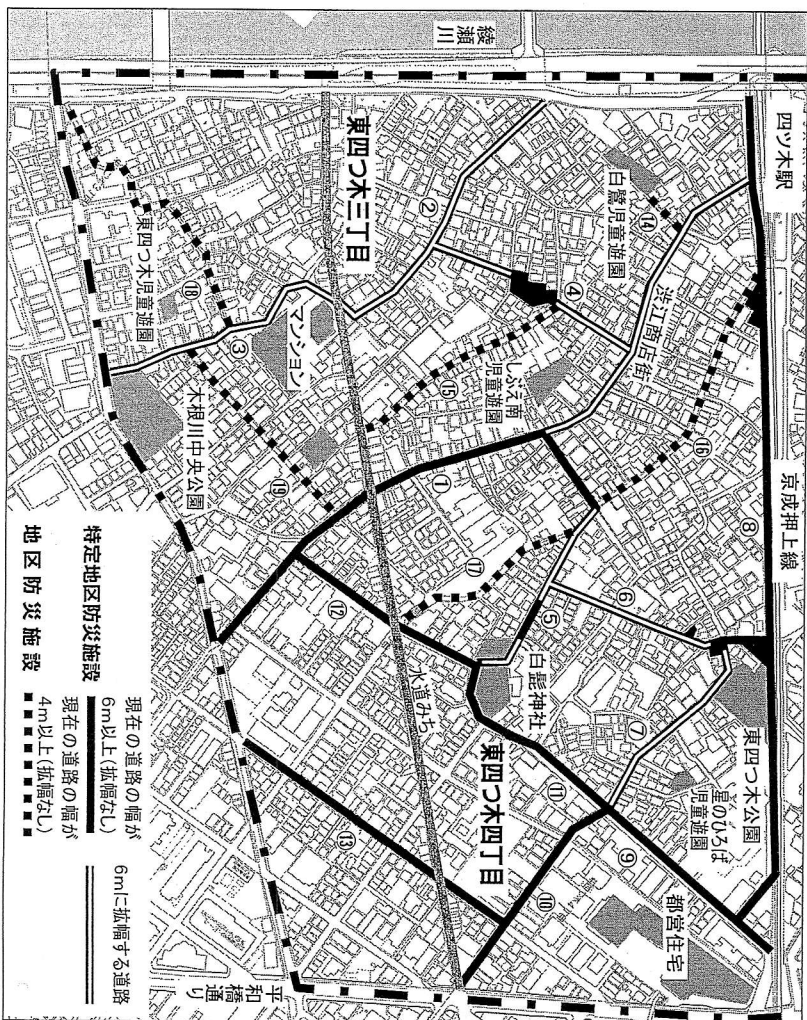 綾瀬川
四ツ木駅
京成押上線
東四つ木三丁目
白鷺児童遊園
⑭
渋江商店街
②
④
⑱
東四つ木児童遊園
③
マンション
⑮
しぶえ南
児童遊園
⑯
⑧
木根川中央公園
⑲
①
⑰
⑥
⑤
⑫
水道みち
白髭神社
⑦
東四つ木公園
星のひろば
児童遊園
東四つ木四丁目
⑪
⑨
⑬
⑩
都営住宅
平和橋通り
特定地区防災施設
現在の道路の幅が
6m以上(拡幅なし)
6mに拡幅する道路
地区防災施設
現在の道路の幅が
4m以上(拡幅なし)